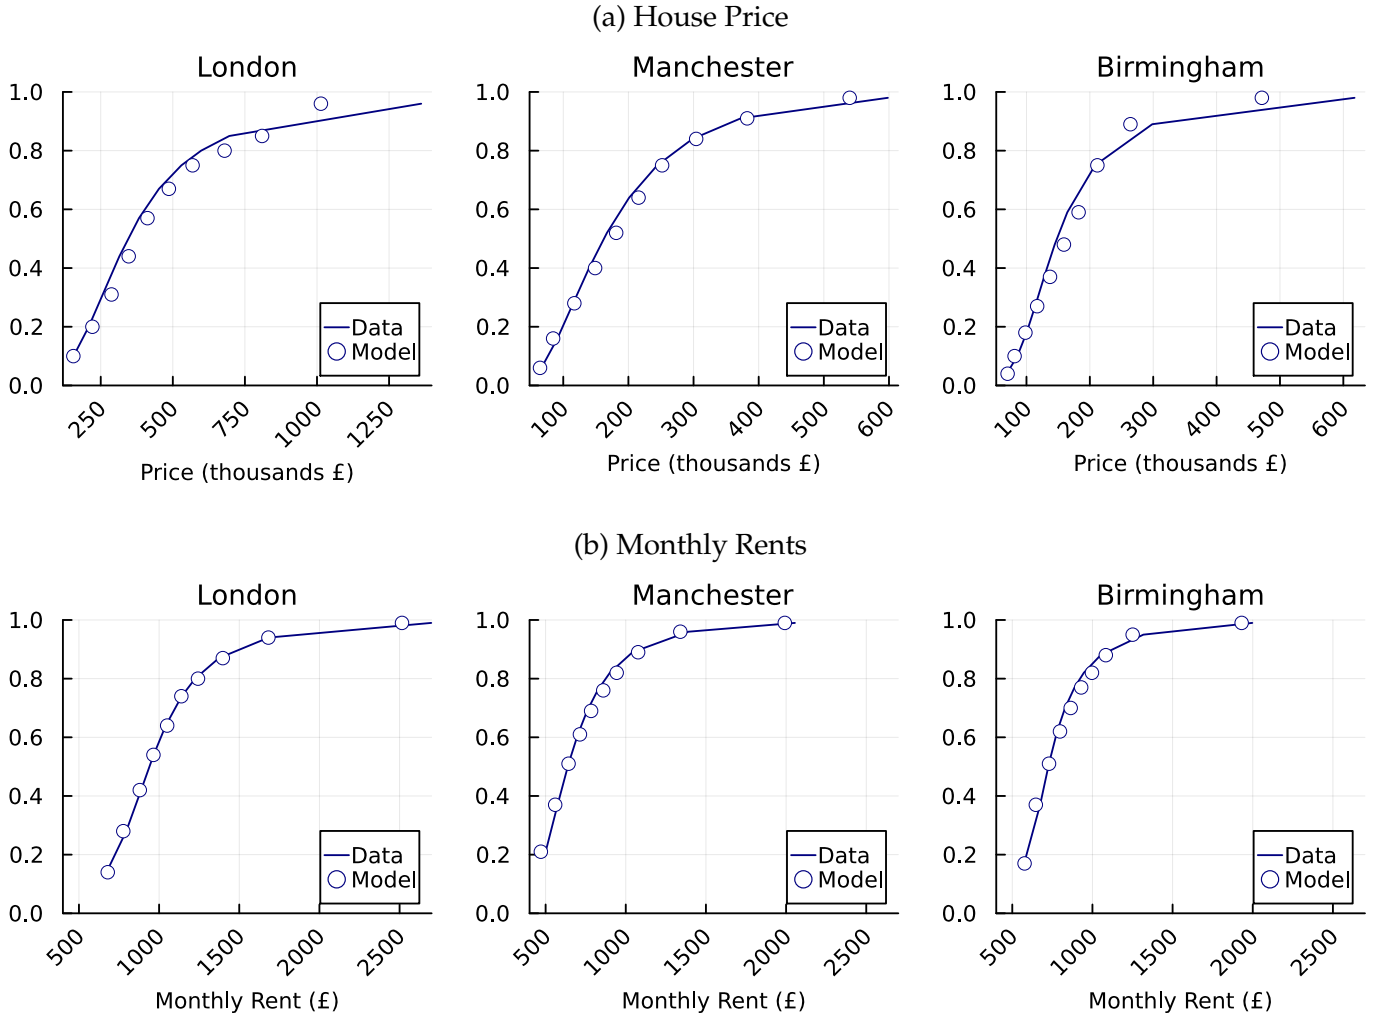 (a) House Price
London
Manchester
Birmingham
1.0
0.8
0.6
0.4
0.2
0.0
250
500
750
1000
1250
Price (thousands £)
Data
Model
1.0
0.8
0.6
0.4
0.2
0.0
100
200
300
400
500
600
Price (thousands £)
Data
Model
1.0
0.8
0.6
0.4
0.2
0.0
100
200
300
400
500
600
Price (thousands £)
Data
Model
(b) Monthly Rents
London
Manchester
Birmingham
1.0
0.8
0.6
0.4
0.2
0.0
500
1000
1500
2000
2500
Monthly Rent (£)
Data
Model
1.0
0.8
0.6
0.4
0.2
0.0
500
1000
1500
2000
2500
Monthly Rent (£)
Data
Model
1.0
0.8
0.6
0.4
0.2
0.0
500
1000
1500
2000
2500
Monthly Rent (£)
Data
Model